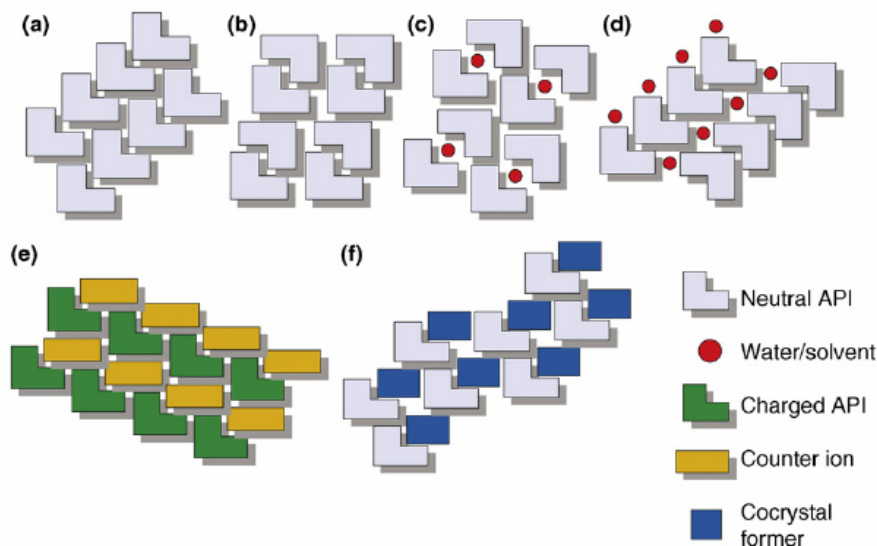 (a)
(b)
(c)
(d)
(e)
(f)
Neutral API
Water/solvent
Charged API
Counter ion
Cocrystal
former